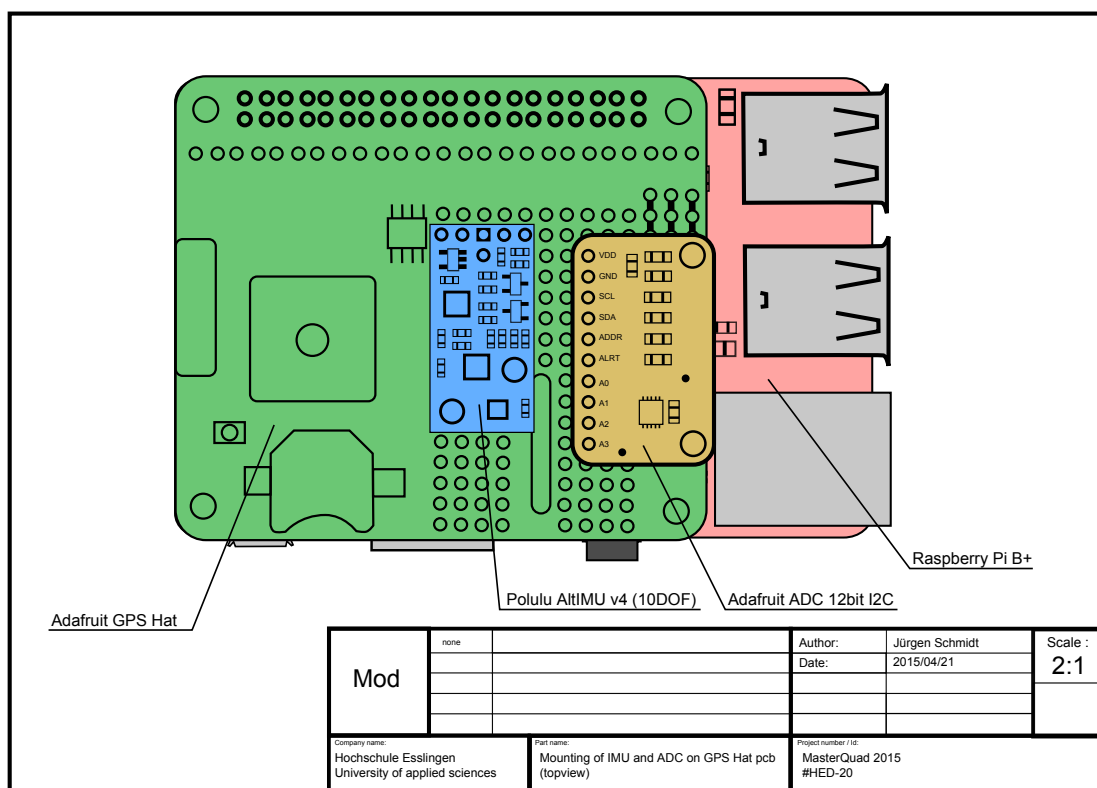 VDD
GND
SCL
SDA
ADDR
ALRT
A0
A1
A2
A3
Raspberry Pi B+
Polulu AltIMU v4 (10DOF)
Adafruit ADC 12bit I2C
Adafruit GPS Hat
Mod
none
Author:
Jürgen Schmidt
Scale :
Date:
2015/04/21
2:1
Company name:
Hochschule Esslingen
University of applied sciences
Part name:
Mounting of IMU and ADC on GPS Hat pcb
(topview)
Project number / Id:
MasterQuad 2015
#HED-20